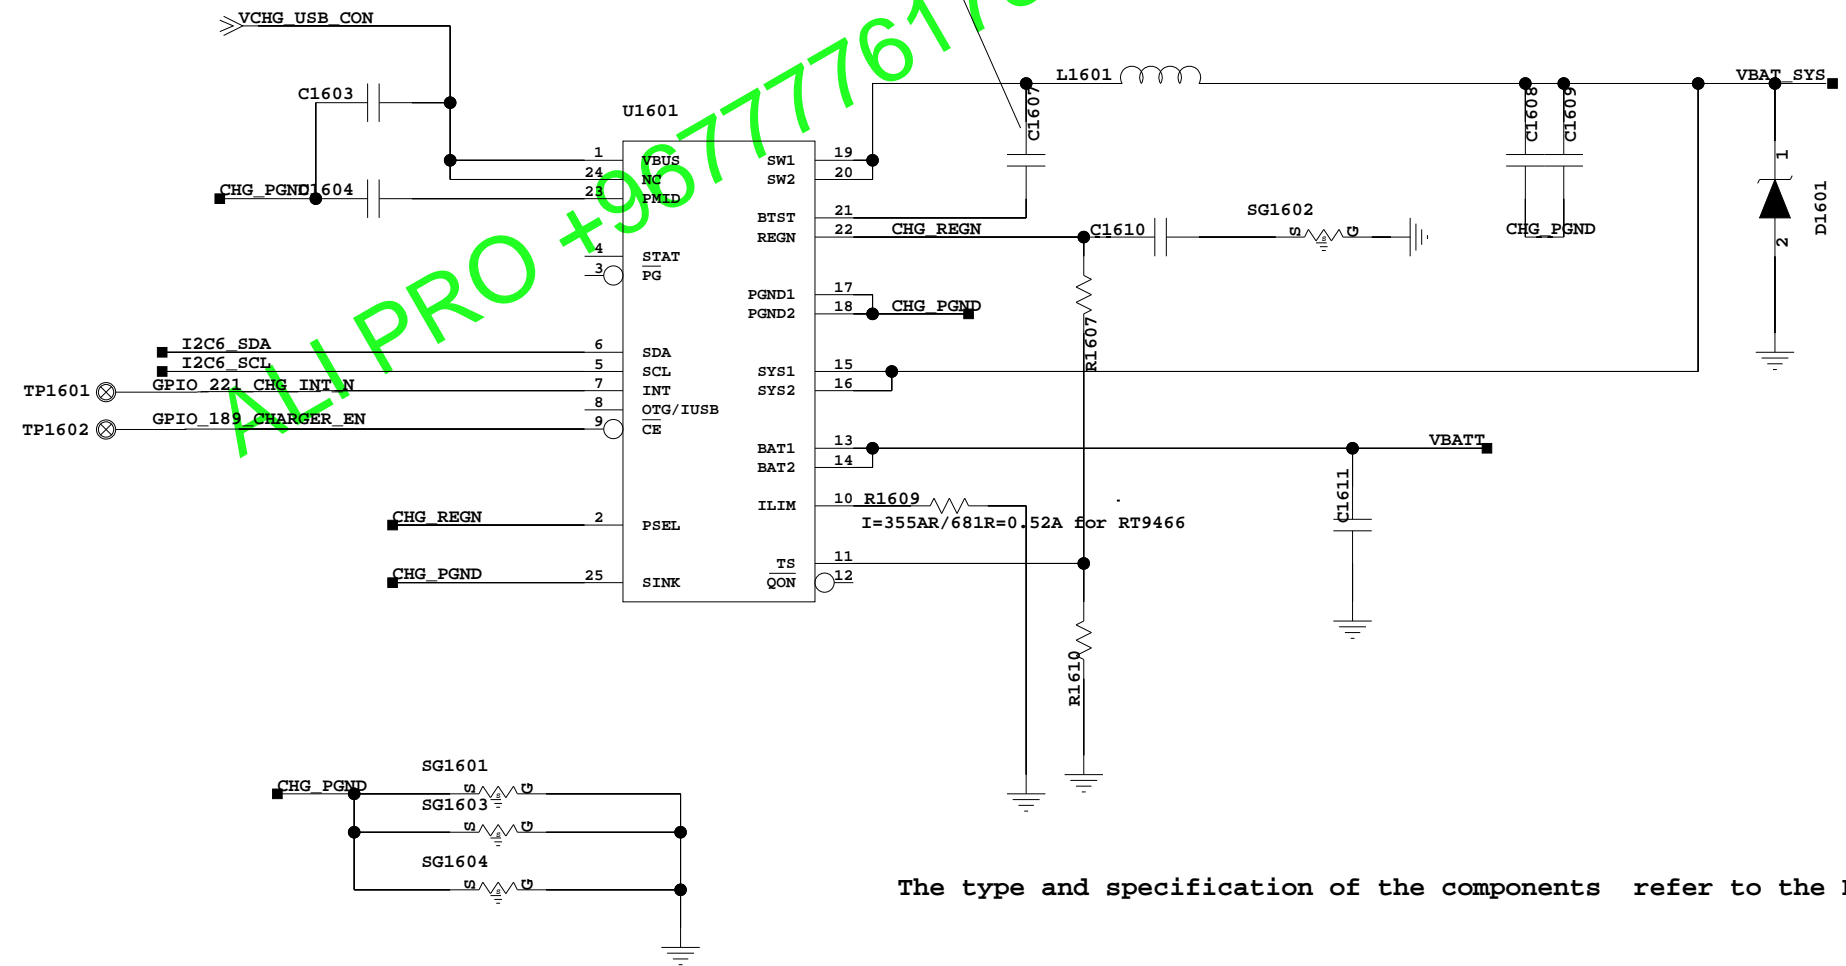 VCHG_USB_CON
C1603
CHG_PGND
C1604
U1601
1 VBUS
24 NC
23 PMID
4 STAT
3 PG
6 SDA
5 SCL
7 INT
8 OTG/IUSB
9 CE
2 PSEL
25 SINK
SW1 19
SW2 20
BTST 21
REGN 22
PGND1 17
PGND2 18
SYS1 15
SYS2 16
BAT1 13
BAT2 14
ILIM 10
TS 11
QON 12
I2C6_SDA
I2C6_SCL
TP1601
GPIO_221_CHG_INT_N
TP1602
GPIO_189_CHARGER_EN
CHG_REGN
CHG_PGND
L1601
C1607
C1608
C1609
VBAT_SYS
CHG_REGN
C1610
SG1602
S
S
G
CHG_PGND
1
2
D1601
CHG_PGND
R1607
VBATT
C1611
R1609
I=355AR/681R=0.52A for RT9466
R1610
CHG_PGND
SG1601
S
S
G
SG1603
S
S
G
SG1604
S
S
G
The type and specification of the components refer to the
ALI PRO +96777761